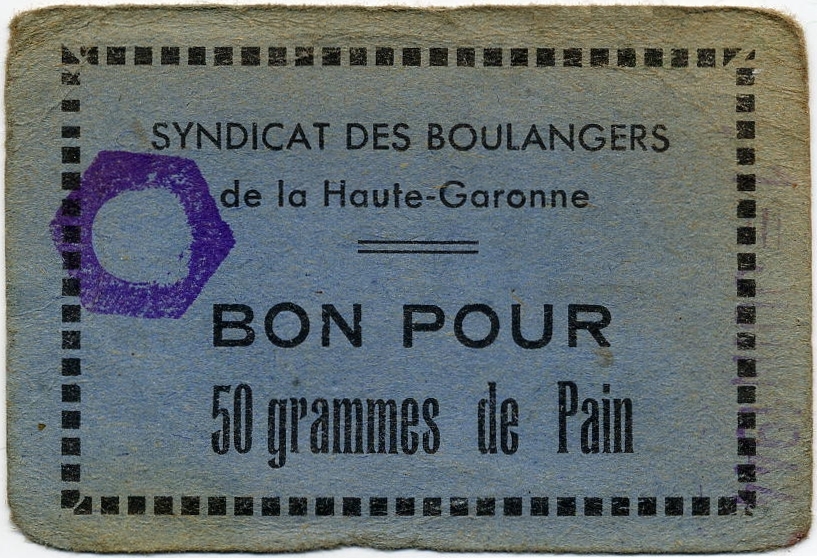 SYNDICAT DES BOULANGERS
de la Haute-Garonne
BON POUR
50 grammes de Pain